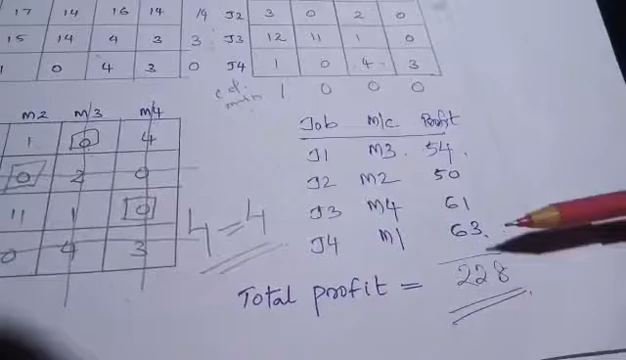 17 14 16 14 14
15 14 4 3 3
1 0 4 3 0
J2 3 0 2 0
J3 12 11 1 0
J4 1 0 4 3
min 1 0 0 0
M2 M/3 M/4
1 0 4
0 2 0
11 1 0
0 4 3
4=4
Job M/C Profit
J1 M3. 54.
J2 M2 50
J3 M4 61
J4 M1 63.
Total profit = 228